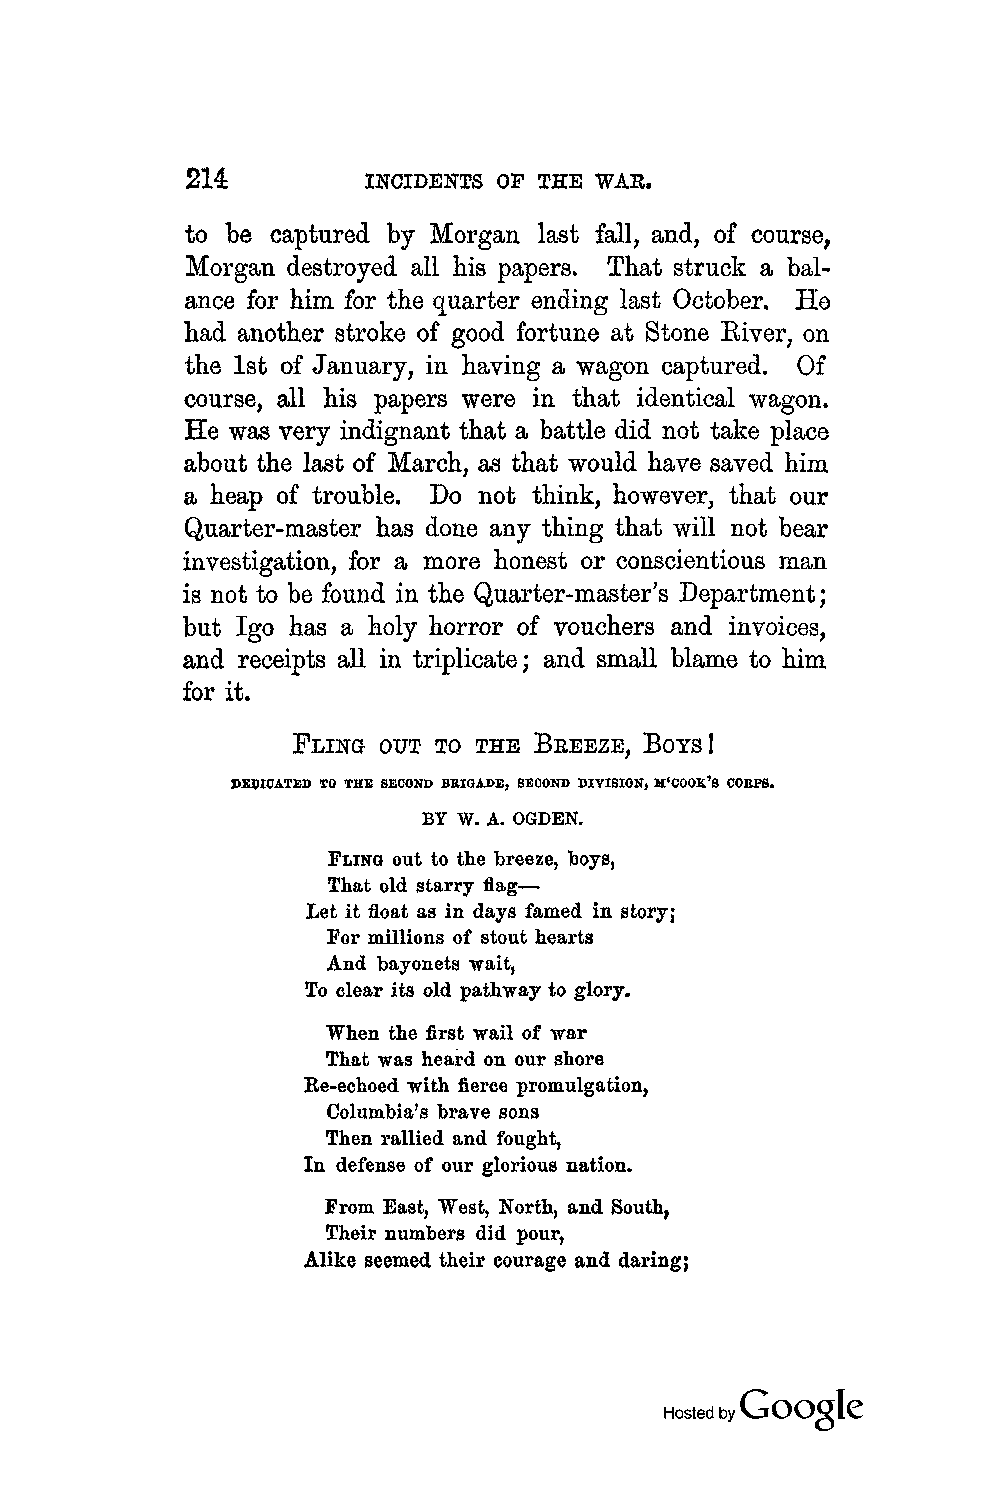 214 INCIDENTS OF THE WAR.
to be captured by Morgan last fall, and, of course,
Morgan destroyed all his papers. That struck a bal-
ance for him for the quarter ending last October. He
had another stroke of good fortune at Stone River, on
the 1st of January, in having a wagon captured. Of
course, all his papers were in that identical wagon.
He was very indignant that a battle did not take place
about the last of March, as that would have saved him
a heap of trouble. Do not think, however, that our
Quarter-master has done any thing that will not bear
investigation, for a more honest or conscientious man
is not to be found in the Quarter-master's Department;
but Igo has a holy horror of vouchers and invoices,
and receipts all in triplicate; and small blame to him
for it.
FLING OUT TO THE BREEZE, BOYS!
DEDICATED TO THE SECOND BRIGADE, SECOND DIVISION, M'COOK'S CORPS.
BY W. A. OGDEN.
FLING out to the breeze, boys,
That old starry flag—
Let it float as in days famed in story;
For millions of stout hearts
And bayonets wait,
To clear its old pathway to glory.
When the first wail of war
That was heard on our shore
Re-echoed with fierce promulgation,
Columbia's brave sons
Then rallied and fought,
In defense of our glorious nation.
From East, West, North, and South,
Their numbers did pour,
Alike seemed their courage and daring;
Hosted by Google